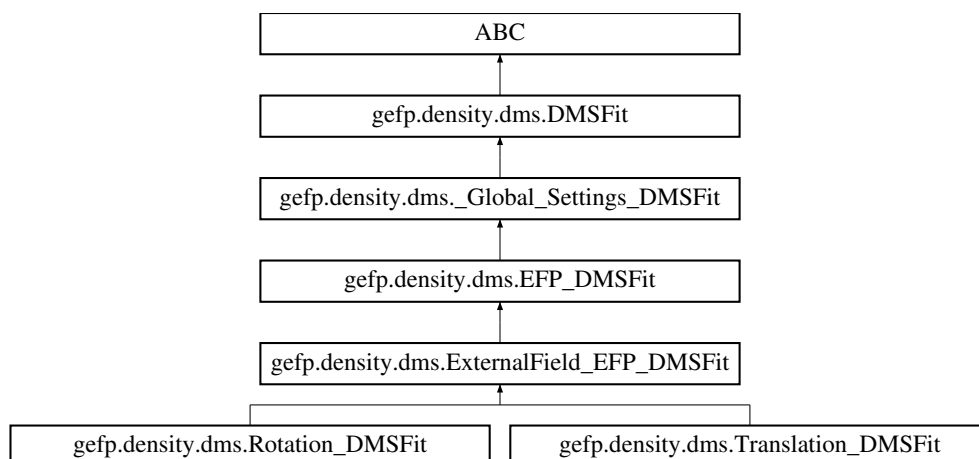 ABC
gefp.density.dms.DMSFit
gefp.density.dms._Global_Settings_DMSFit
gefp.density.dms.EFP_DMSFit
gefp.density.dms.ExternalField_EFP_DMSFit
gefp.density.dms.Rotation_DMSFit
gefp.density.dms.Translation_DMSFit